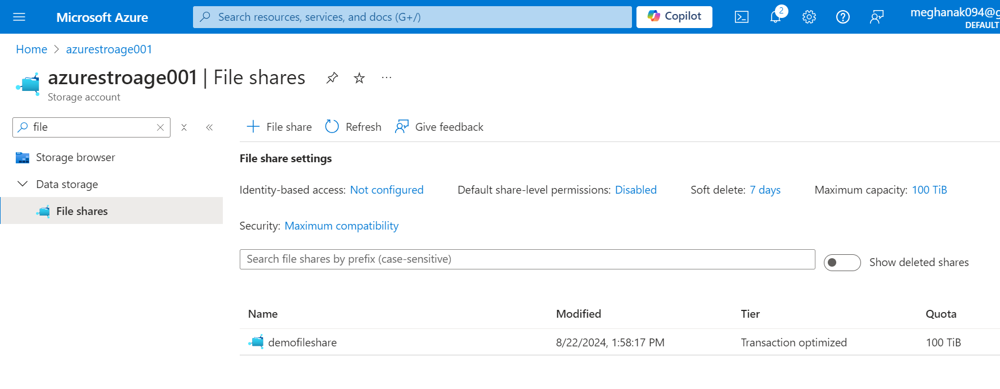 Microsoft Azure
Search resources, services, and docs (G+/)
Copilot
2
meghanak094@g
DEFAULT
Home > azurestroage001
azurestroage001 | File shares
Storage account
file
+ File share
Refresh
Give feedback
Storage browser
Data storage
File shares
File share settings
Identity-based access: Not configured
Default share-level permissions: Disabled
Soft delete: 7 days
Maximum capacity: 100 TiB
Security: Maximum compatibility
Search file shares by prefix (case-sensitive)
Show deleted shares
Name Modified Tier Quota
demofileshare 8/22/2024, 1:58:17 PM Transaction optimized 100 TiB